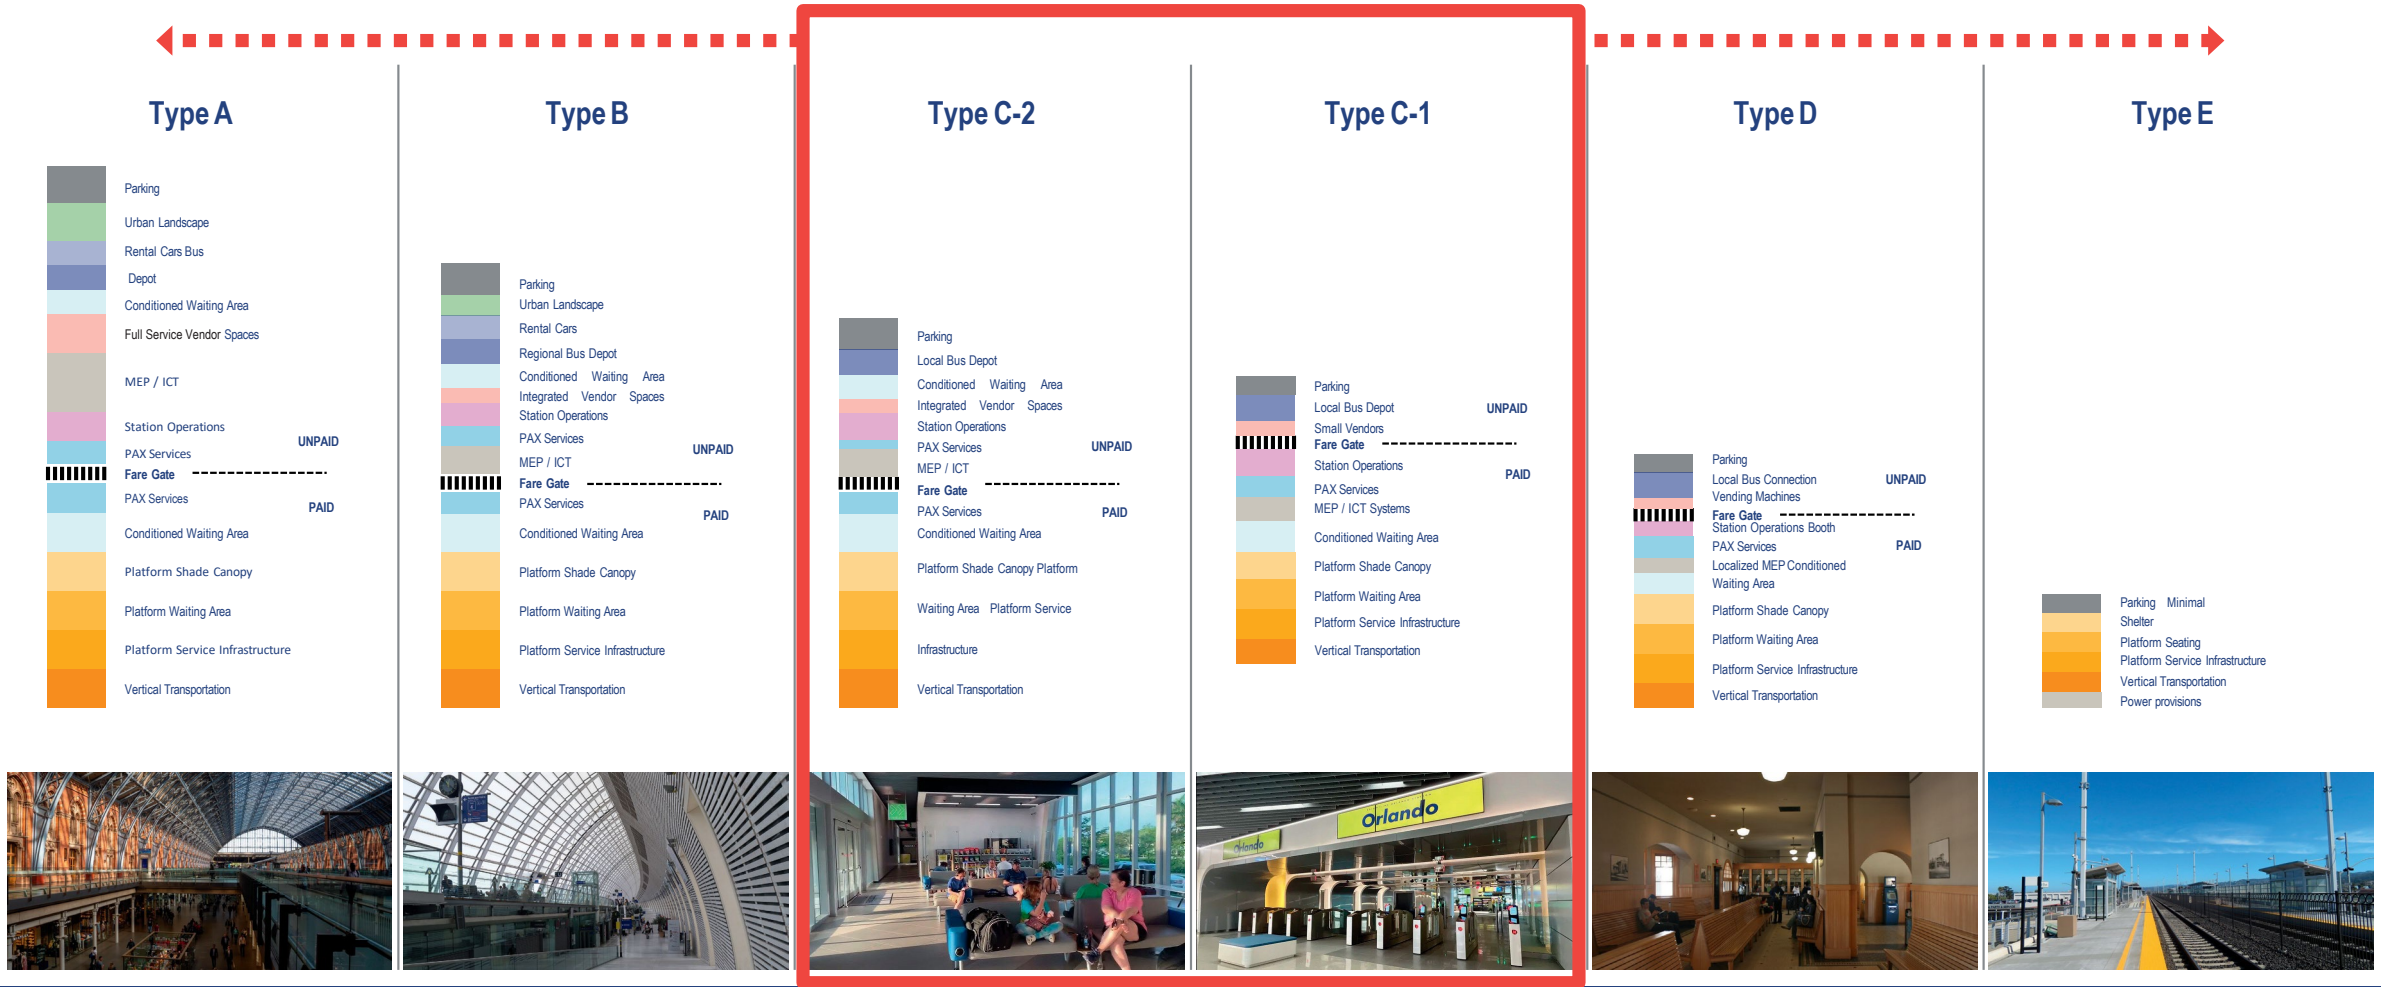 Type A
Parking
Urban Landscape
Rental Cars Bus
Depot
Conditioned Waiting Area
Full Service Vendor Spaces
MEP / ICT
Station Operations
UNPAID
PAX Services
Fare Gate
PAX Services
PAID
Conditioned Waiting Area
Platform Shade Canopy
Platform Waiting Area
Platform Service Infrastructure
Vertical Transportation
Type B
Parking
Urban Landscape
Rental Cars
Regional Bus Depot
Conditioned Waiting Area
Integrated Vendor Spaces
Station Operations
PAX Services
UNPAID
MEP / ICT
Fare Gate
PAX Services
PAID
Conditioned Waiting Area
Platform Shade Canopy
Platform Waiting Area
Platform Service Infrastructure
Vertical Transportation
Type C-2
Parking
Local Bus Depot
Conditioned Waiting Area
Integrated Vendor Spaces
Station Operations
PAX Services
UNPAID
MEP / ICT
Fare Gate
PAX Services
PAID
Conditioned Waiting Area
Platform Shade Canopy Platform
Waiting Area Platform Service
Infrastructure
Vertical Transportation
Type C-1
Parking
Local Bus Depot
UNPAID
Small Vendors
Fare Gate
Station Operations
PAID
PAX Services
MEP / ICT Systems
Conditioned Waiting Area
Platform Shade Canopy
Platform Waiting Area
Platform Service Infrastructure
Vertical Transportation
Orlando
Orlando
Type D
Parking
Local Bus Connection
UNPAID
Vending Machines
Fare Gate
Station Operations Booth
PAX Services
PAID
Localized MEP Conditioned
Waiting Area
Platform Shade Canopy
Platform Waiting Area
Platform Service Infrastructure
Vertical Transportation
Type E
Parking Minimal
Shelter
Platform Seating
Platform Service Infrastructure
Vertical Transportation
Power provisions